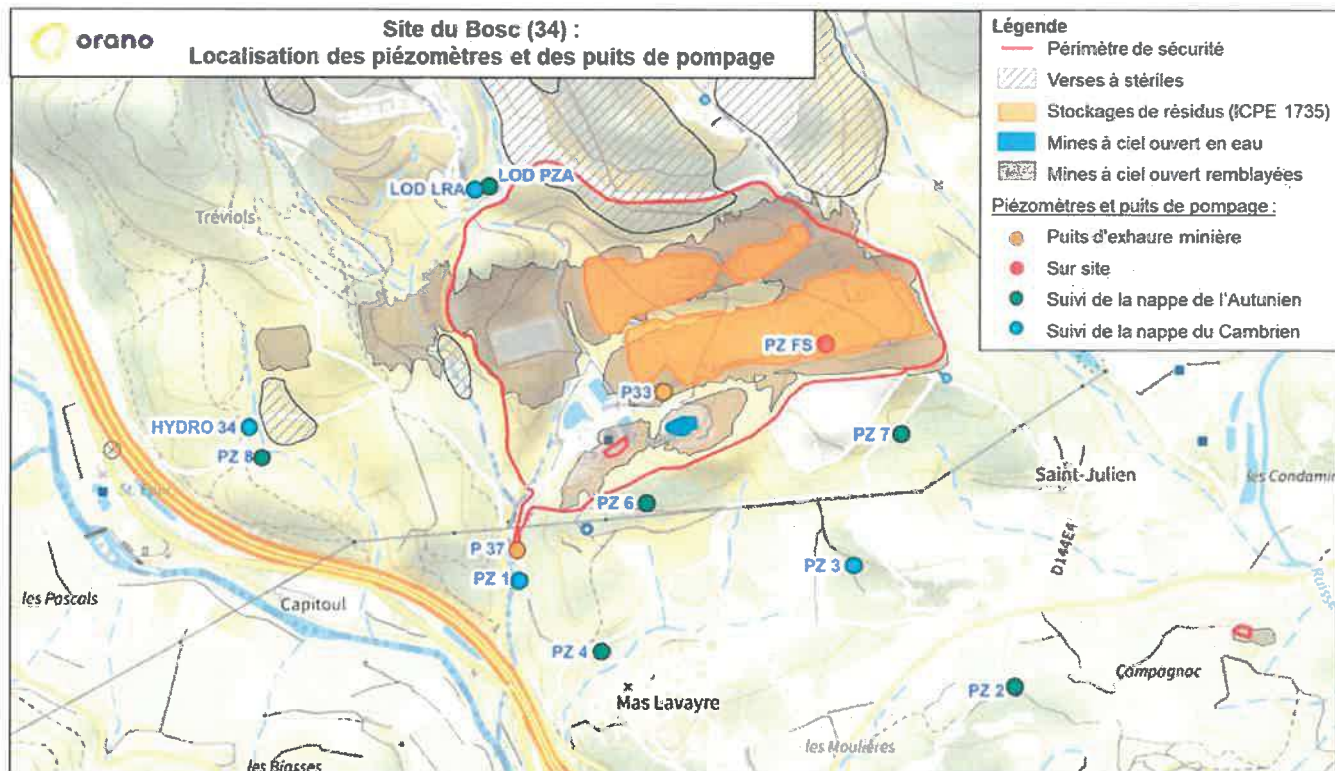 orano
Site du Bosc (34) :
Localisation des piézomètres et des puits de pompage
Légende
Périmètre de sécurité
Verses à stériles
Stockages de résidus (ICPE 1735)
Mines à ciel ouvert en eau
Mines à ciel ouvert remblayées
Piézomètres et puits de pompage :
Puits d'exhaure minière
Sur site
Suivi de la nappe de l'Autunien
Suivi de la nappe du Cambrien
LOD PZA
LOD LRA
Tréviols
PZ FS
P33
HYDRO 34
PZ 8
PZ 7
Saint-Julien
les Condamin
PZ 6
P 37
PZ 1
PZ 3
D144E4
Ruisse
les Pascals
Capitoul
PZ 4
Mas Lavayre
Campagnac
PZ 2
les Moulières
les Biasses